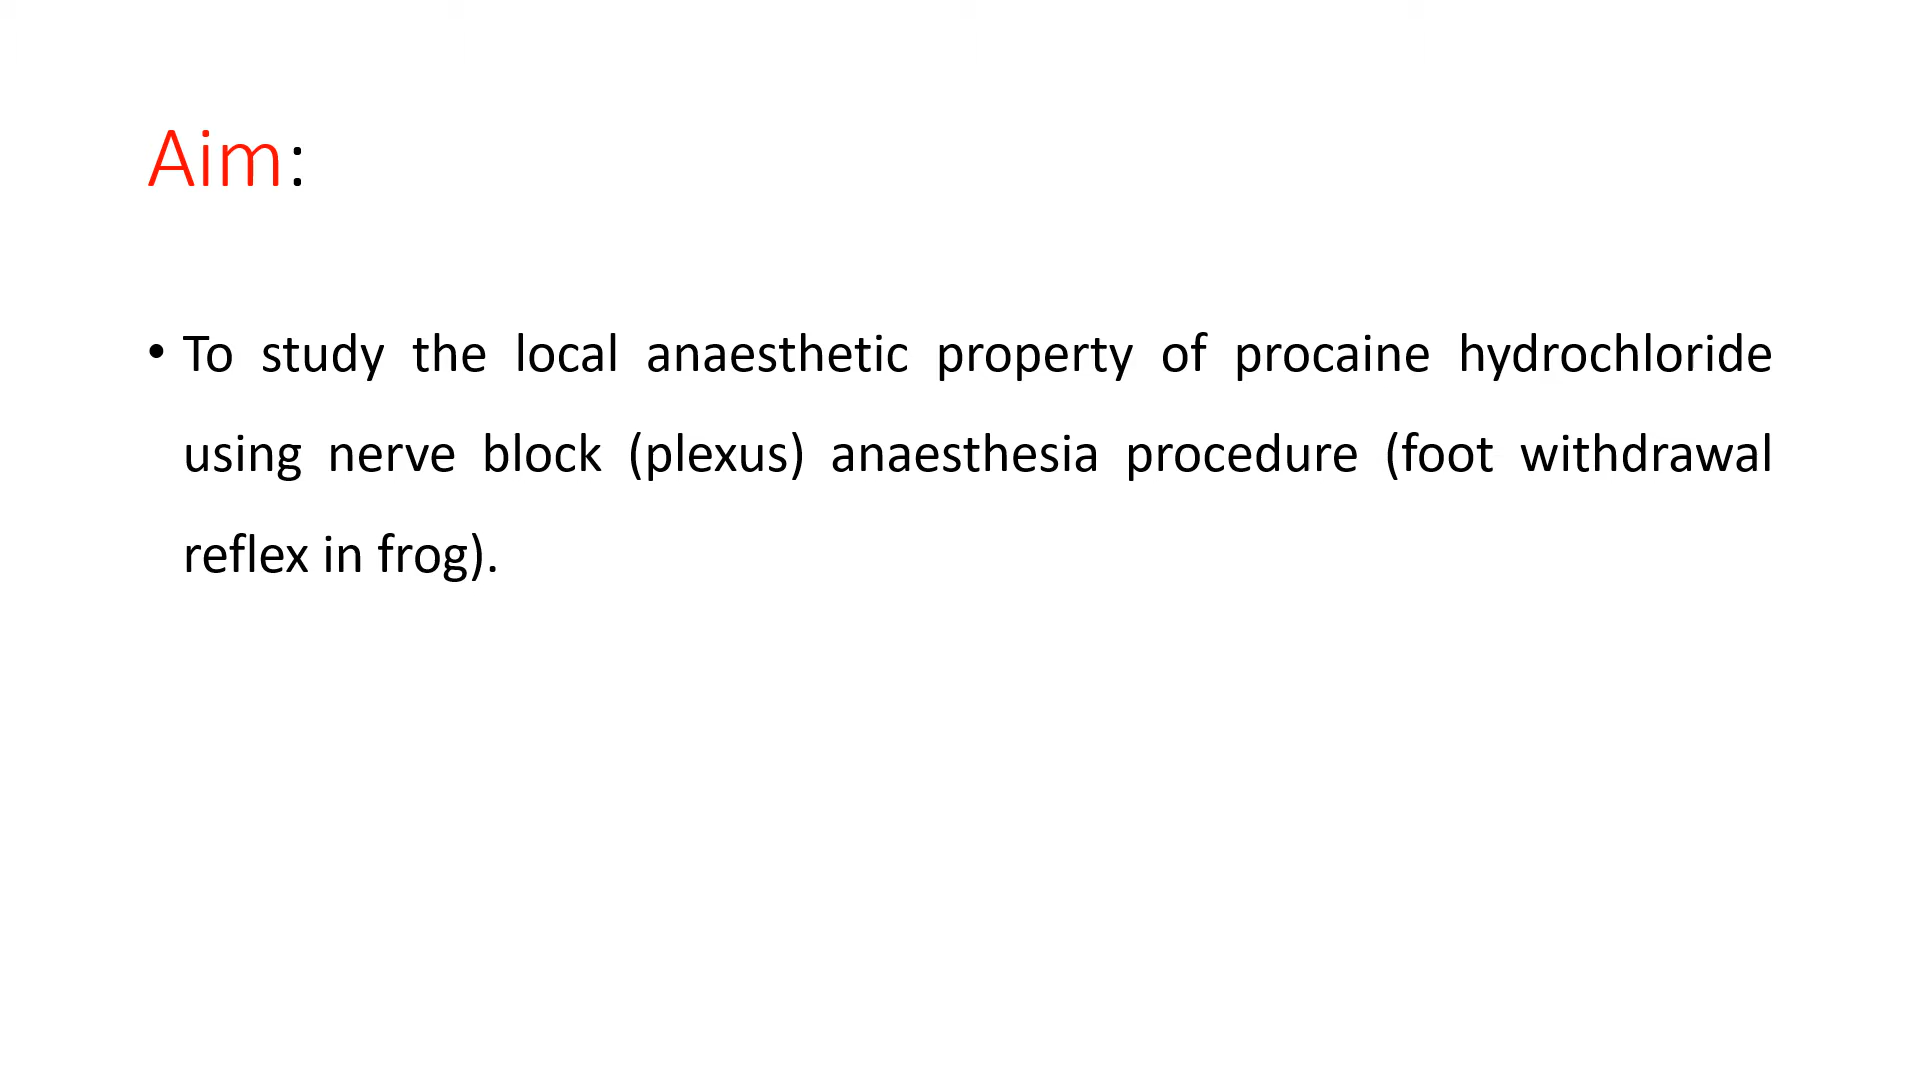 Aim:
• To study the local anaesthetic property of procaine hydrochloride
using nerve block (plexus) anaesthesia procedure (foot withdrawal
reflex in frog).